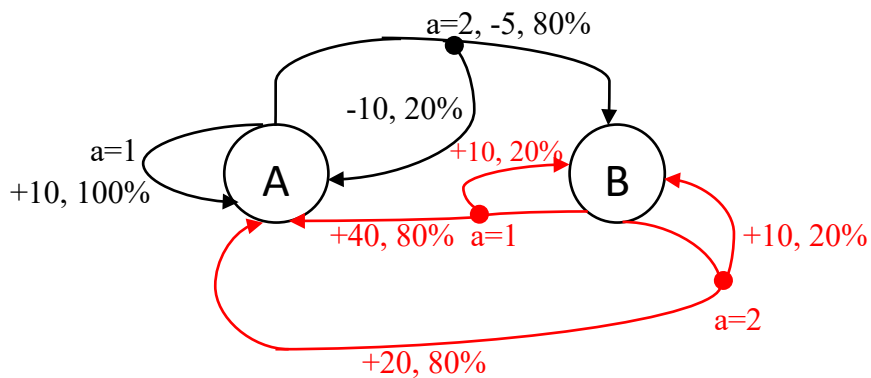 a=2, -5, 80%
-10, 20%
a=1
+10, 100%
A
+10, 20%
B
+40, 80% a=1
+10, 20%
a=2
+20, 80%